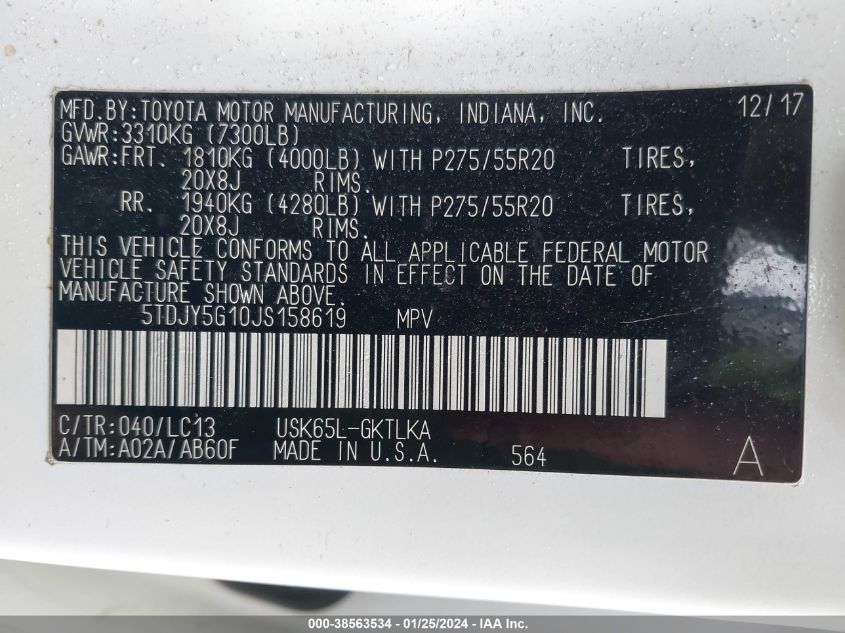 MFD.BY:TOYOTA MOTOR MANUFACTURING, INDIANA, INC. 12/17
GVWR:3310KG (7300LB)
GAWR:FRT. 1810KG (4000LB) WITH P275/55R20 TIRES,
20X8J RIMS.
RR. 1940KG (4280LB) WITH P275/55R20 TIRES,
20X8J RIMS.
THIS VEHICLE CONFORMS TO ALL APPLICABLE FEDERAL MOTOR
VEHICLE SAFETY STANDARDS IN EFFECT ON THE DATE OF
MANUFACTURE SHOWN ABOVE.
5TDJY5G10JS158619 MPV
C/TR:040/LC13 USK65L-GKTLKA
A/TM:A02A/AB60F MADE IN U.S.A. 564 A
000-38563534 - 01/25/2024 - IAA Inc.